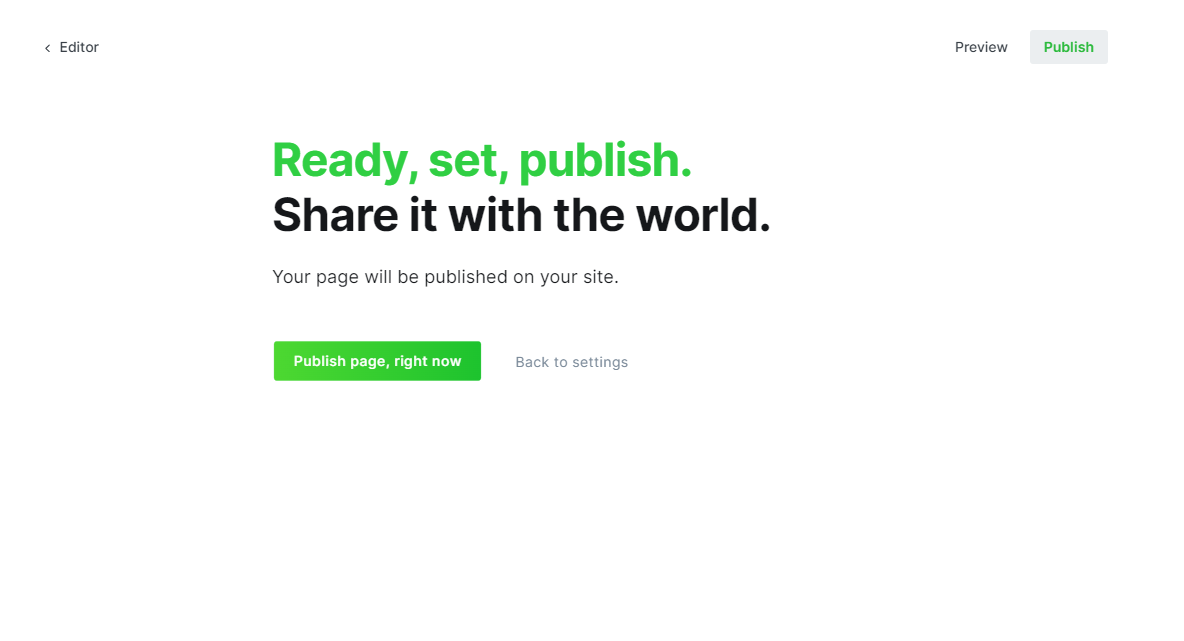 Editor
Preview
Publish
Ready, set, publish.
Share it with the world.
Your page will be published on your site.
Publish page, right now
Back to settings